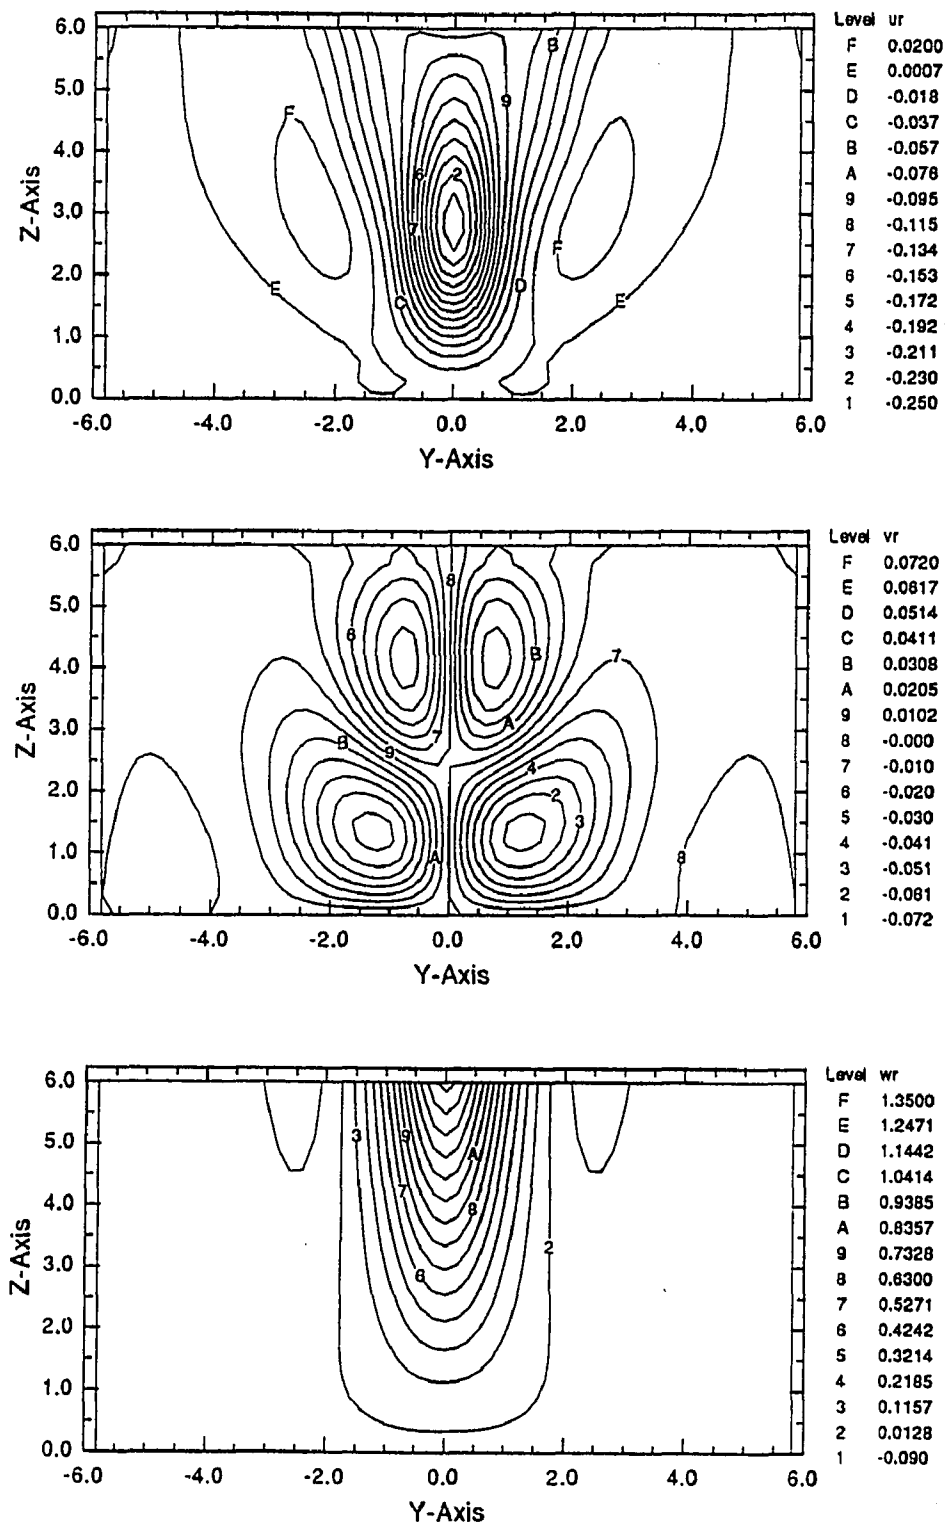 Level ur
F 0.0200
E 0.0007
D -0.018
C -0.037
B -0.057
A -0.076
9 -0.095
8 -0.115
7 -0.134
6 -0.153
5 -0.172
4 -0.192
3 -0.211
2 -0.230
1 -0.250
6.0
5.0
4.0
3.0
2.0
1.0
0.0
Z-Axis
B
9
F
6
2
7
F
E
C
D
E
-6.0 -4.0 -2.0 0.0 2.0 4.0 6.0
Y-Axis
Level vr
F 0.0720
E 0.0617
D 0.0514
C 0.0411
B 0.0308
A 0.0205
9 0.0102
8 -0.000
7 -0.010
6 -0.020
5 -0.030
4 -0.041
3 -0.051
2 -0.061
1 -0.072
6.0
5.0
4.0
3.0
2.0
1.0
0.0
Z-Axis
8
6
B
7
A
7
B
9
4
2
3
A
8
-6.0 -4.0 -2.0 0.0 2.0 4.0 6.0
Y-Axis
Level wr
F 1.3500
E 1.2471
D 1.1442
C 1.0414
B 0.9385
A 0.8357
9 0.7328
8 0.6300
7 0.5271
6 0.4242
5 0.3214
4 0.2185
3 0.1157
2 0.0128
1 -0.090
6.0
5.0
4.0
3.0
2.0
1.0
0.0
Z-Axis
3
9
A
7
8
2
6
-6.0 -4.0 -2.0 0.0 2.0 4.0 6.0
Y-Axis